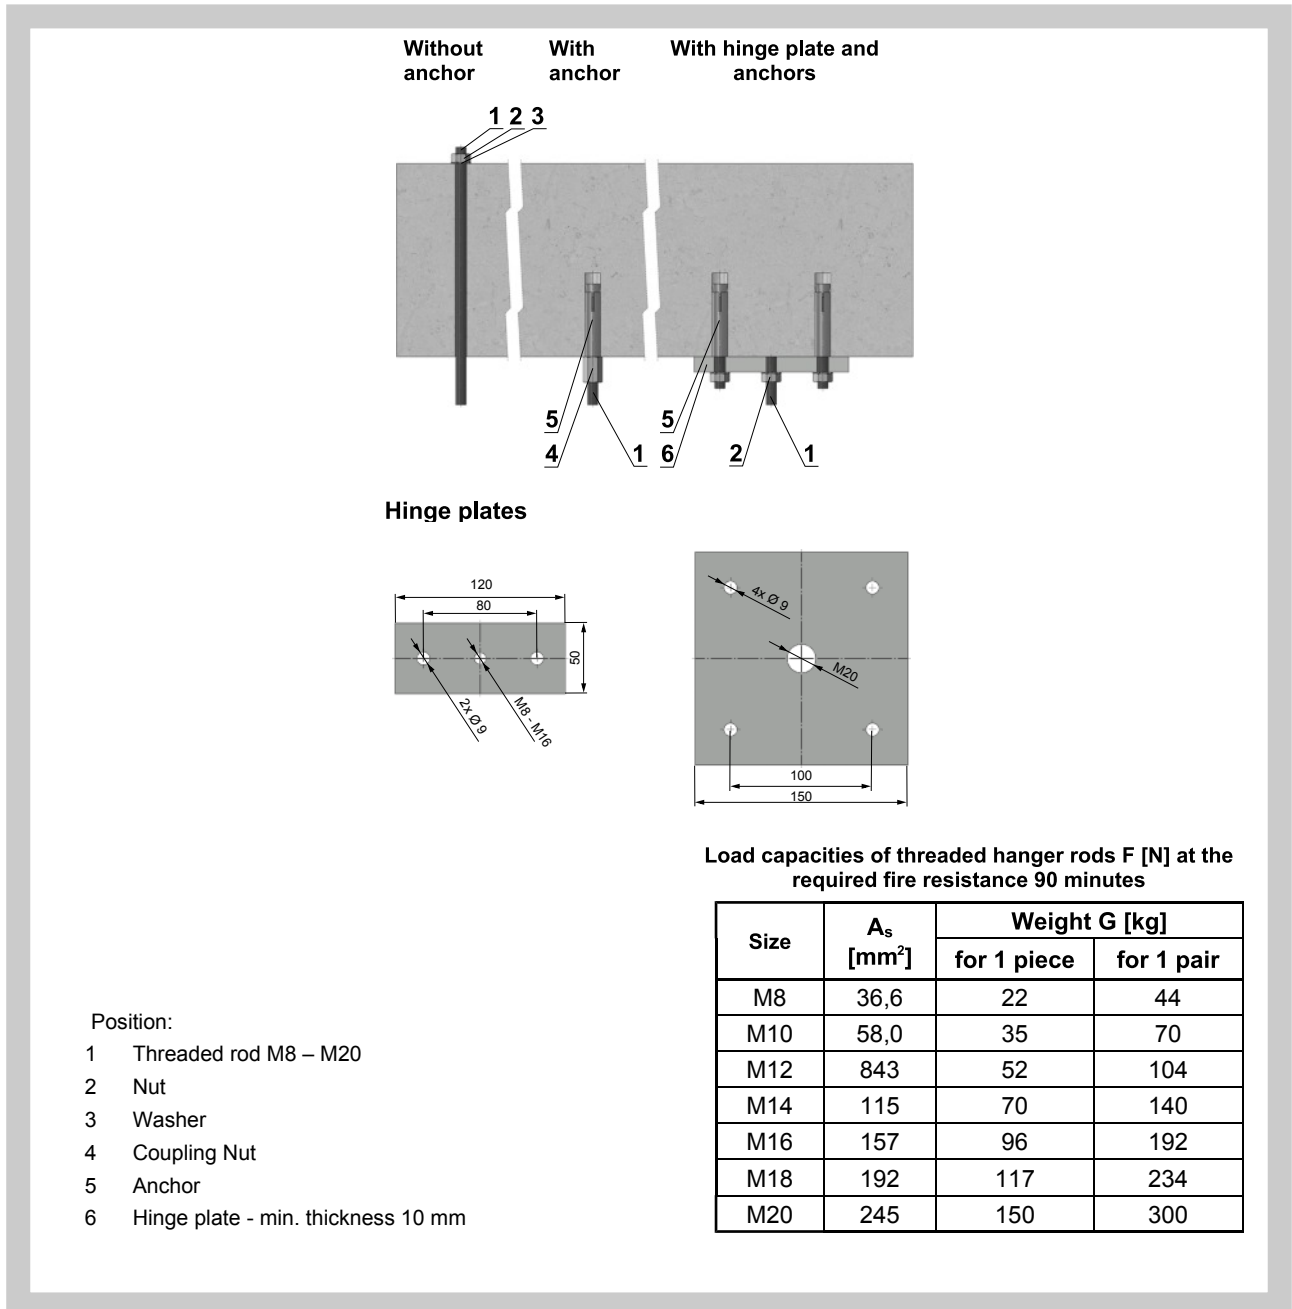 Without anchor
With anchor
With hinge plate and anchors
1 2 3
5
4
1
5
6
2
1
Hinge plates
120
80
50
2x Ø 9
M8 - M16
4x Ø 9
M20
100
150
Load capacities of threaded hanger rods F [N] at the
required fire resistance 90 minutes
Size As [mm²] Weight G [kg]
for 1 piece for 1 pair
M8 36,6 22 44
M10 58,0 35 70
M12 843 52 104
M14 115 70 140
M16 157 96 192
M18 192 117 234
M20 245 150 300
Position:
1 Threaded rod M8 – M20
2 Nut
3 Washer
4 Coupling Nut
5 Anchor
6 Hinge plate - min. thickness 10 mm